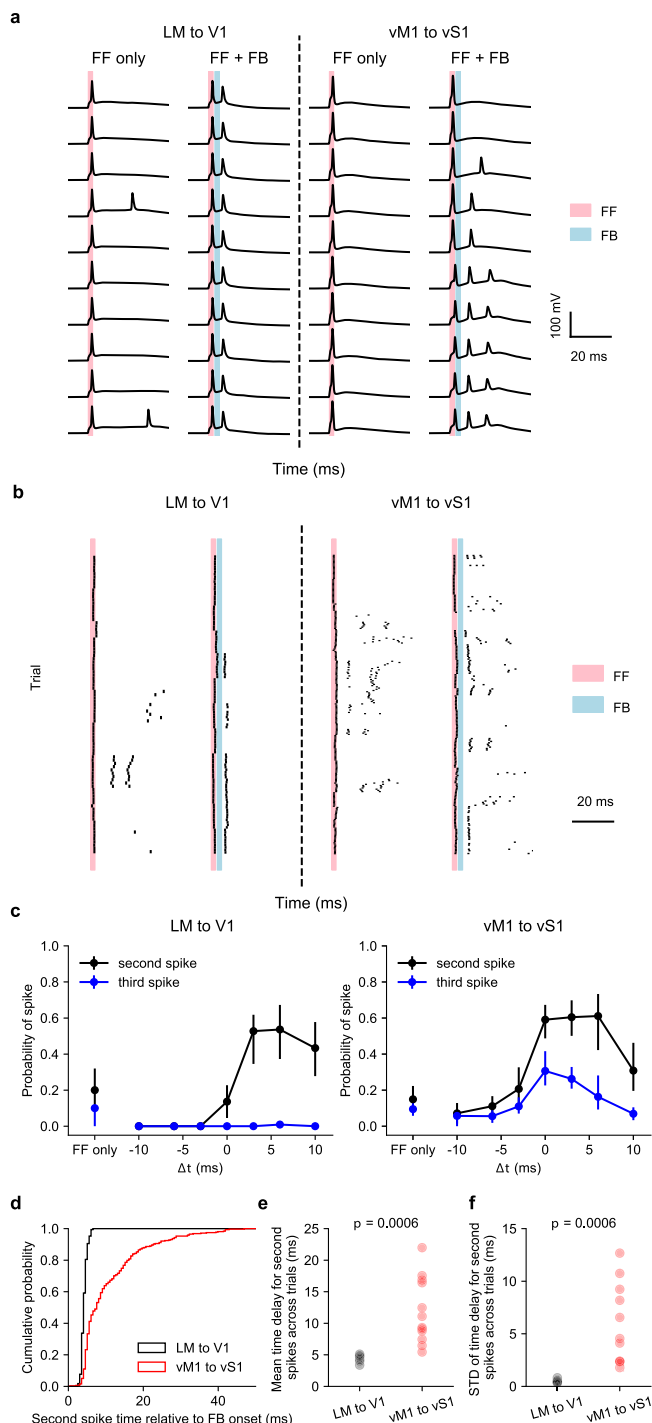 a
LM to V1
vM1 to vS1
FF only
FF + FB
FF only
FF + FB
FF
FB
100 mV
20 ms
Time (ms)
b
LM to V1
vM1 to vS1
Trial
FF
FB
20 ms
Time (ms)
c
LM to V1
vM1 to vS1
1.0
0.8
0.6
0.4
0.2
0.0
Probability of spike
second spike
third spike
FF only
-10
-5
0
5
10
Δt (ms)
1.0
0.8
0.6
0.4
0.2
0.0
Probability of spike
second spike
third spike
FF only
-10
-5
0
5
10
Δt (ms)
d
1.0
0.8
0.6
0.4
0.2
0.0
Cumulative probability
LM to V1
vM1 to vS1
0
20
40
Second spike time relative to FB onset (ms)
e
p = 0.0006
25
20
15
10
5
0
Mean time delay for second
spikes across trials (ms)
LM to V1
vM1 to vS1
f
p = 0.0006
15
10
5
0
STD of time delay for second
spikes across trials (ms)
LM to V1
vM1 to vS1